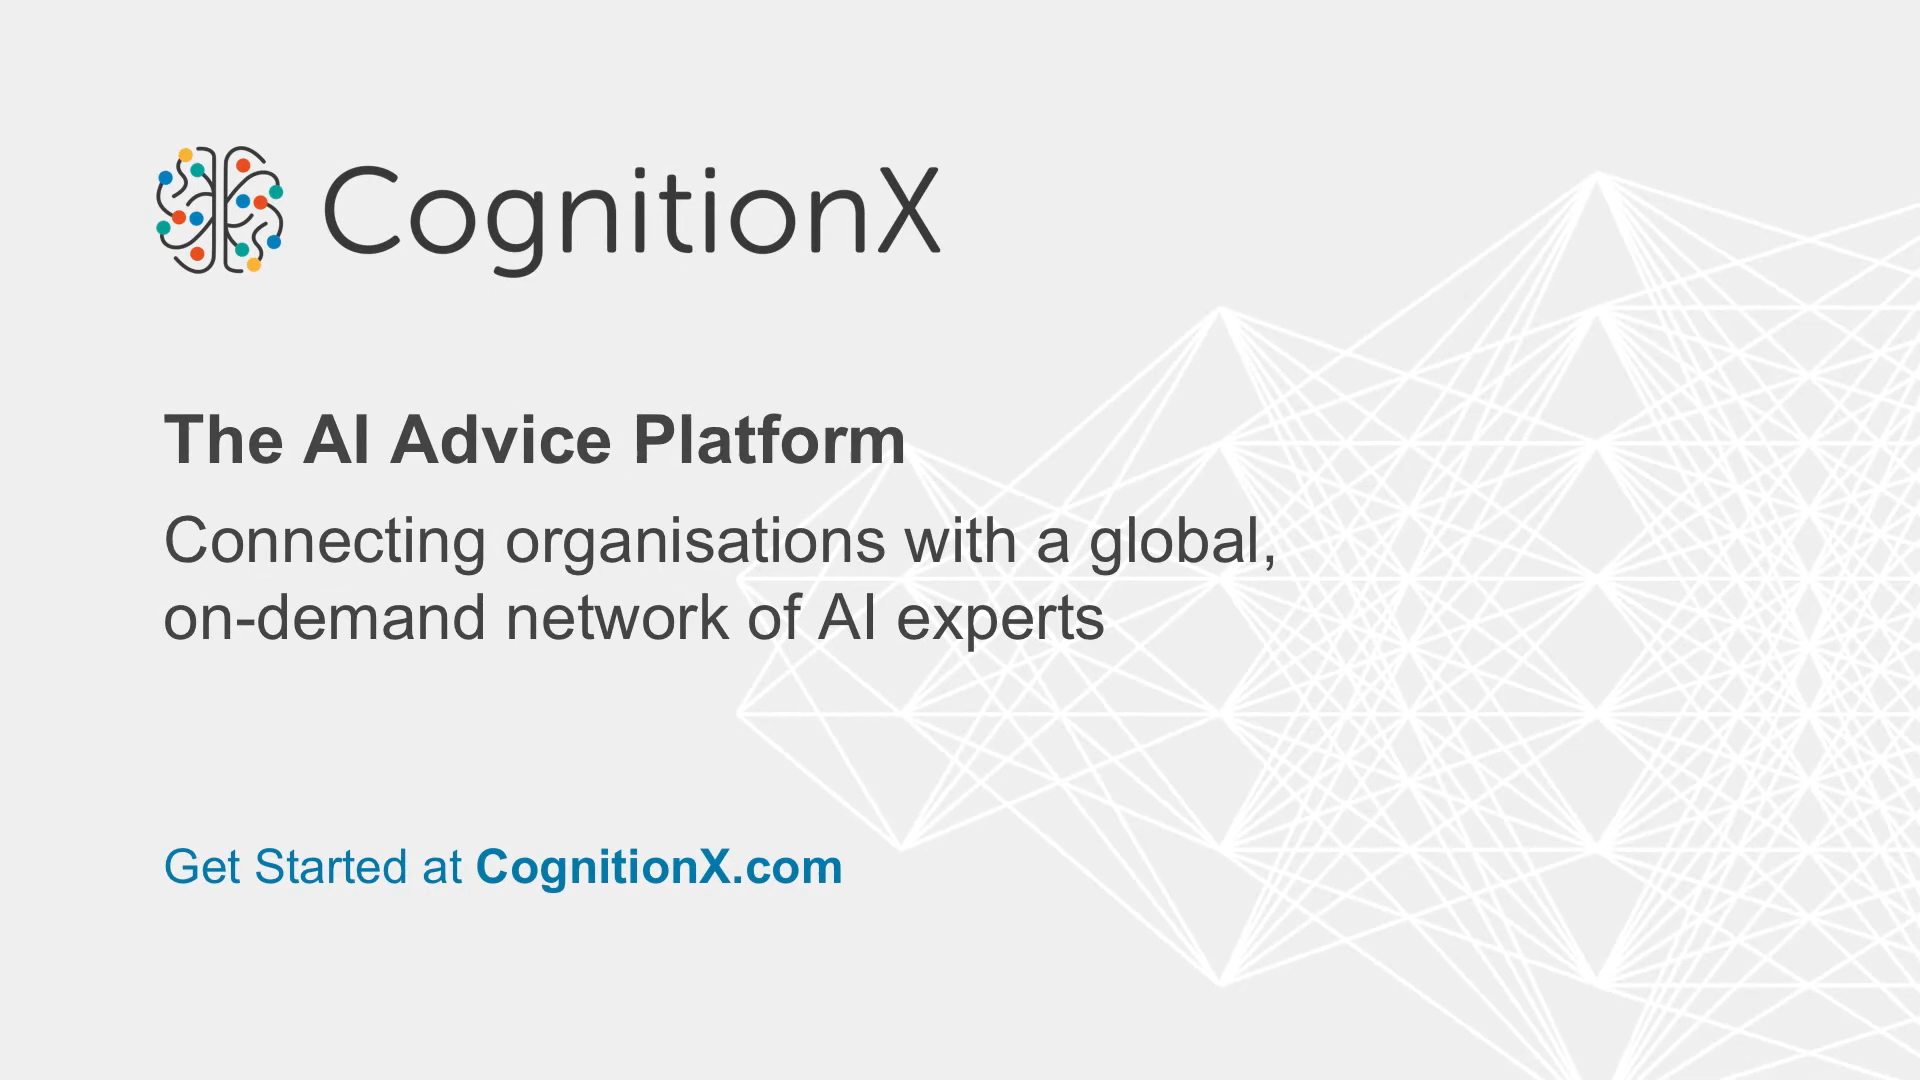 CognitionX
The AI Advice Platform
Connecting organisations with a global,
on-demand network of AI experts
Get Started at CognitionX.com